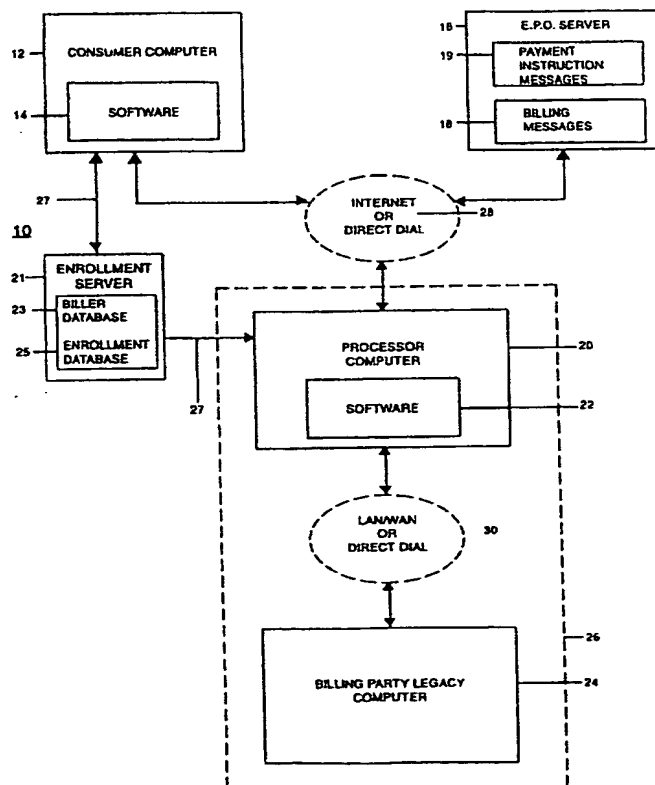 12
CONSUMER COMPUTER
14
SOFTWARE
E.P.O. SERVER
19
PAYMENT
INSTRUCTION
MESSAGES
18
BILLING
MESSAGES
27
10
INTERNET
OR
DIRECT DIAL
28
21
ENROLLMENT
SERVER
23
BILLER
DATABASE
25
ENROLLMENT
DATABASE
27
PROCESSOR
COMPUTER
20
SOFTWARE
22
LAN/WAN
OR
DIRECT DIAL
30
BILLING PARTY LEGACY
COMPUTER
26
24